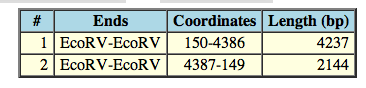 # Ends Coordinates Length (bp)
1 EcoRV-EcoRV 150-4386 4237
2 EcoRV-EcoRV 4387-149 2144